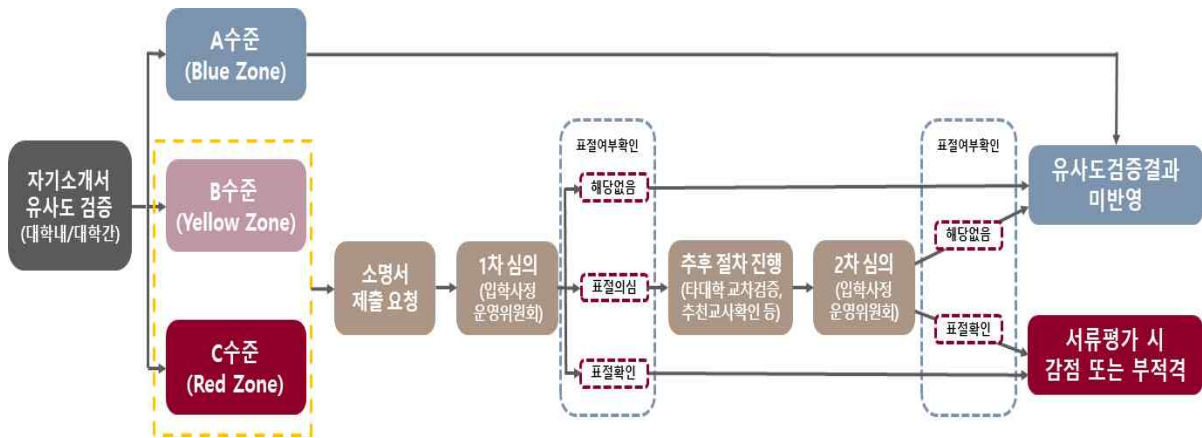 자기소개서
유사도 검증
(대학내/대학간)
A수준
(Blue Zone)
B수준
(Yellow Zone)
C수준
(Red Zone)
소명서
제출 요청
1차 심의
(입학사정
운영위원회)
표절여부확인
해당없음
표절의심
표절확인
추후 절차 진행
(타대학 교차검증,
추천교사확인 등)
2차 심의
(입학사정
운영위원회)
표절여부확인
해당없음
표절확인
유사도검증결과
미반영
서류평가 시
감점 또는 부적격